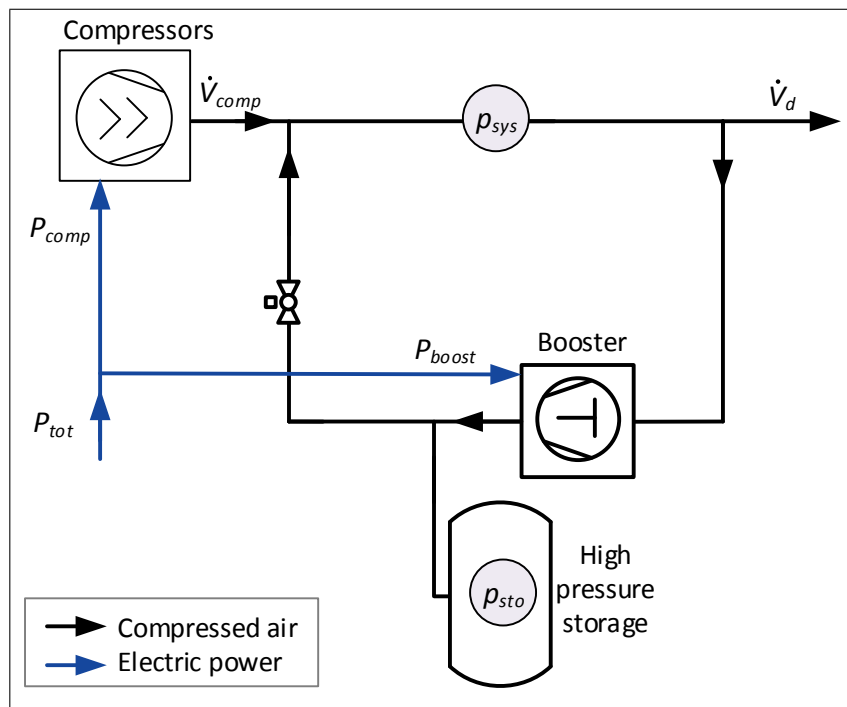 Compressors
V̇comp
psys
V̇d
Pcomp
Pboost
Booster
Ptot
psto
High
pressure
storage
Compressed air
Electric power